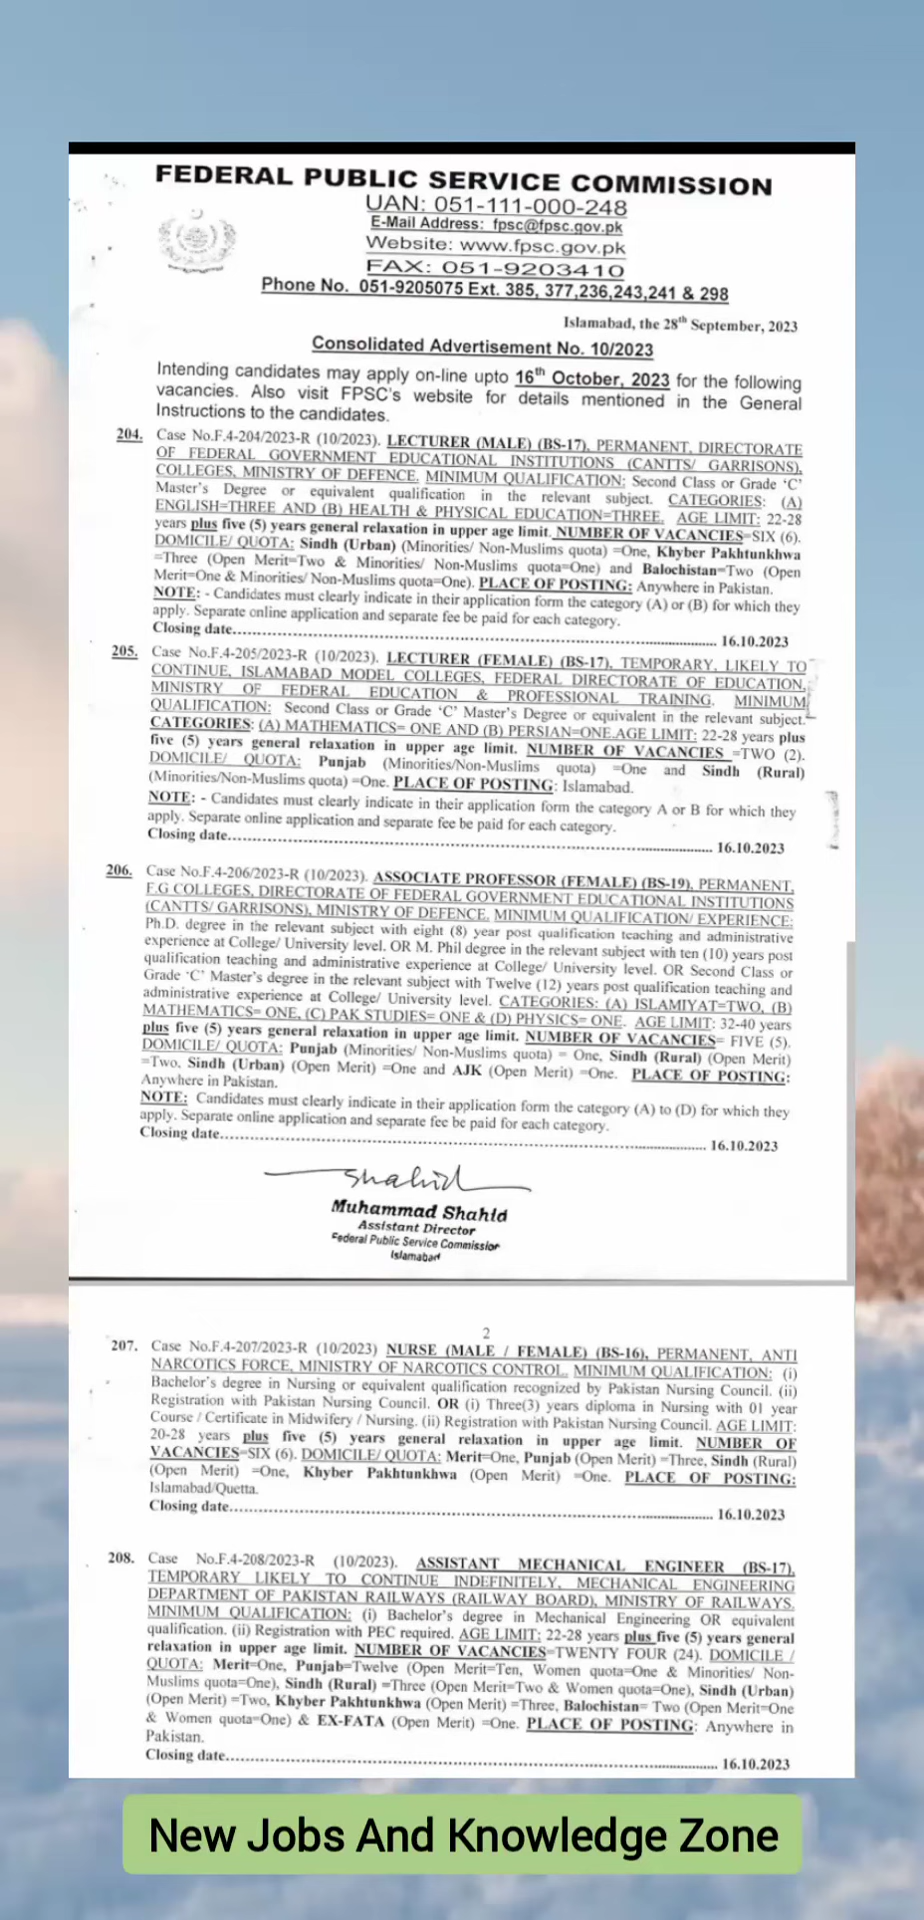 FEDERAL PUBLIC SERVICE COMMISSION
UAN: 051-111-000-248
E-Mail Address: fpsc@fpsc.gov.pk
Website: www.fpsc.gov.pk
FAX: 051-9203410
Phone No. 051-9205075 Ext. 385, 377,236,243,241 & 298
Islamabad, the 28th September, 2023
Consolidated Advertisement No. 10/2023
Intending candidates may apply on-line upto 16th October, 2023 for the following
vacancies. Also visit FPSC's website for details mentioned in the General
Instructions to the candidates.
204. Case No.F.4-204/2023-R (10/2023). LECTURER (MALE) (BS-17), PERMANENT, DIRECTORATE
OF FEDERAL GOVERNMENT EDUCATIONAL INSTITUTIONS (CANTTS/ GARRISONS),
COLLEGES, MINISTRY OF DEFENCE. MINIMUM QUALIFICATION: Second Class or Grade 'C'
Master's Degree or equivalent qualification in the relevant subject. CATEGORIES: (A)
ENGLISH=THREE AND (B) HEALTH & PHYSICAL EDUCATION=THREE. AGE LIMIT: 22-28
years plus five (5) years general relaxation in upper age limit. NUMBER OF VACANCIES=SIX (6).
DOMICILE/ QUOTA: Sindh (Urban) (Minorities/ Non-Muslims quota) =One, Khyber Pakhtunkhwa
=Three (Open Merit=Two & Minorities/ Non-Muslims quota=One) and Balochistan=Two (Open
Merit=One & Minorities/ Non-Muslims quota=One). PLACE OF POSTING: Anywhere in Pakistan.
NOTE: - Candidates must clearly indicate in their application form the category (A) or (B) for which they
apply. Separate online application and separate fee be paid for each category.
Closing date........................................ 16.10.2023
205. Case No.F.4-205/2023-R (10/2023). LECTURER (FEMALE) (BS-17), TEMPORARY, LIKELY TO
CONTINUE, ISLAMABAD MODEL COLLEGES, FEDERAL DIRECTORATE OF EDUCATION,
MINISTRY OF FEDERAL EDUCATION & PROFESSIONAL TRAINING. MINIMUM
QUALIFICATION: Second Class or Grade 'C' Master's Degree or equivalent in the relevant subject.
CATEGORIES: (A) MATHEMATICS= ONE AND (B) PERSIAN=ONE.AGE LIMIT: 22-28 years plus
five (5) years general relaxation in upper age limit. NUMBER OF VACANCIES =TWO (2).
DOMICILE/ QUOTA: Punjab (Minorities/Non-Muslims quota) =One and Sindh (Rural)
(Minorities/Non-Muslims quota) =One. PLACE OF POSTING: Islamabad.
NOTE: - Candidates must clearly indicate in their application form the category A or B for which they
apply. Separate online application and separate fee be paid for each category.
Closing date........................................ 16.10.2023
206. Case No.F.4-206/2023-R (10/2023). ASSOCIATE PROFESSOR (FEMALE) (BS-19), PERMANENT,
F.G COLLEGES, DIRECTORATE OF FEDERAL GOVERNMENT EDUCATIONAL INSTITUTIONS
(CANTTS/ GARRISONS), MINISTRY OF DEFENCE. MINIMUM QUALIFICATION/ EXPERIENCE:
Ph.D. degree in the relevant subject with eight (8) year post qualification teaching and administrative
experience at College/ University level. OR M. Phil degree in the relevant subject with ten (10) years post
qualification teaching and administrative experience at College/ University level. OR Second Class or
Grade 'C' Master's degree in the relevant subject with Twelve (12) years post qualification teaching and
administrative experience at College/ University level. CATEGORIES: (A) ISLAMIYAT=TWO, (B)
MATHEMATICS= ONE, (C) PAK STUDIES= ONE & (D) PHYSICS= ONE. AGE LIMIT: 32-40 years
plus five (5) years general relaxation in upper age limit. NUMBER OF VACANCIES= FIVE (5).
DOMICILE/ QUOTA: Punjab (Minorities/ Non-Muslims quota) = One, Sindh (Rural) (Open Merit)
=Two, Sindh (Urban) (Open Merit) =One and AJK (Open Merit) =One. PLACE OF POSTING:
Anywhere in Pakistan.
NOTE: Candidates must clearly indicate in their application form the category (A) to (D) for which they
apply. Separate online application and separate fee be paid for each category.
Closing date........................................ 16.10.2023
Shahid
Muhammad Shahid
Assistant Director
Federal Public Service Commission
Islamabad
2
207. Case No.F.4-207/2023-R (10/2023) NURSE (MALE / FEMALE) (BS-16), PERMANENT, ANTI
NARCOTICS FORCE, MINISTRY OF NARCOTICS CONTROL. MINIMUM QUALIFICATION: (i)
Bachelor's degree in Nursing or equivalent qualification recognized by Pakistan Nursing Council. (ii)
Registration with Pakistan Nursing Council. OR (i) Three(3) years diploma in Nursing with 01 year
Course / Certificate in Midwifery / Nursing. (ii) Registration with Pakistan Nursing Council. AGE LIMIT:
20-28 years plus five (5) years general relaxation in upper age limit. NUMBER OF
VACANCIES=SIX (6). DOMICILE/ QUOTA: Merit=One, Punjab (Open Merit) =Three, Sindh (Rural)
(Open Merit) =One, Khyber Pakhtunkhwa (Open Merit) =One. PLACE OF POSTING:
Islamabad/Quetta.
Closing date........................................ 16.10.2023
208. Case No.F.4-208/2023-R (10/2023). ASSISTANT MECHANICAL ENGINEER (BS-17),
TEMPORARY LIKELY TO CONTINUE INDEFINITELY, MECHANICAL ENGINEERING
DEPARTMENT OF PAKISTAN RAILWAYS (RAILWAY BOARD), MINISTRY OF RAILWAYS.
MINIMUM QUALIFICATION: (i) Bachelor's degree in Mechanical Engineering OR equivalent
qualification. (ii) Registration with PEC required. AGE LIMIT: 22-28 years plus five (5) years general
relaxation in upper age limit. NUMBER OF VACANCIES=TWENTY FOUR (24). DOMICILE /
QUOTA: Merit=One, Punjab=Twelve (Open Merit=Ten, Women quota=One & Minorities/ Non-
Muslims quota=One), Sindh (Rural) =Three (Open Merit=Two & Women quota=One), Sindh (Urban)
(Open Merit) =Two, Khyber Pakhtunkhwa (Open Merit) =Three, Balochistan= Two (Open Merit=One
& Women quota=One) & EX-FATA (Open Merit) =One. PLACE OF POSTING: Anywhere in
Pakistan.
Closing date........................................ 16.10.2023
New Jobs And Knowledge Zone